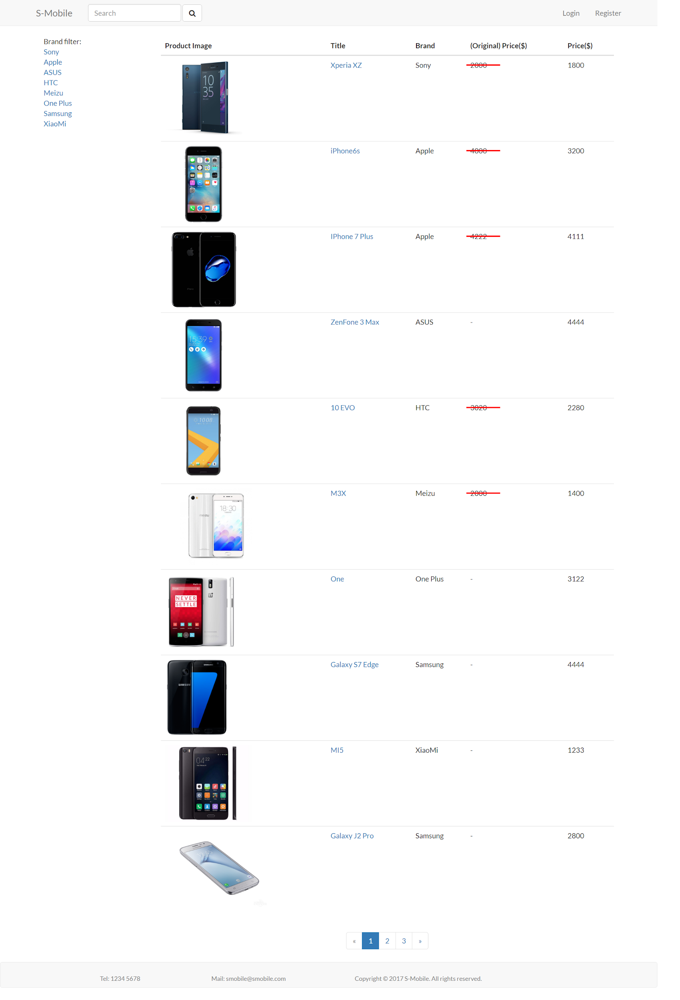 S-Mobile Search Login Register
Brand filter:
Sony
Apple
ASUS
HTC
Meizu
One Plus
Samsung
XiaoMi
Product Image Title Brand (Original) Price($) Price($)
Xperia XZ Sony 2000 1800
10
35
iPhone6s Apple 4000 3200
IPhone 7 Plus Apple 4222 4111
ZenFone 3 Max ASUS - 4444
15:39
10 EVO HTC 3020 2280
10:08
M3X Meizu 2000 1400
MEIZU
18:30
One One Plus - 3122
NEVER
SETTLE
Galaxy S7 Edge Samsung - 4444
SAMSUNG
SAMSUN
MI5 XiaoMi - 1233
04:22
Galaxy J2 Pro Samsung - 2800
12:45
« 1 2 3 »
Tel: 1234 5678 Mail: smobile@smobile.com Copyright © 2017 S-Mobile. All rights reserved.